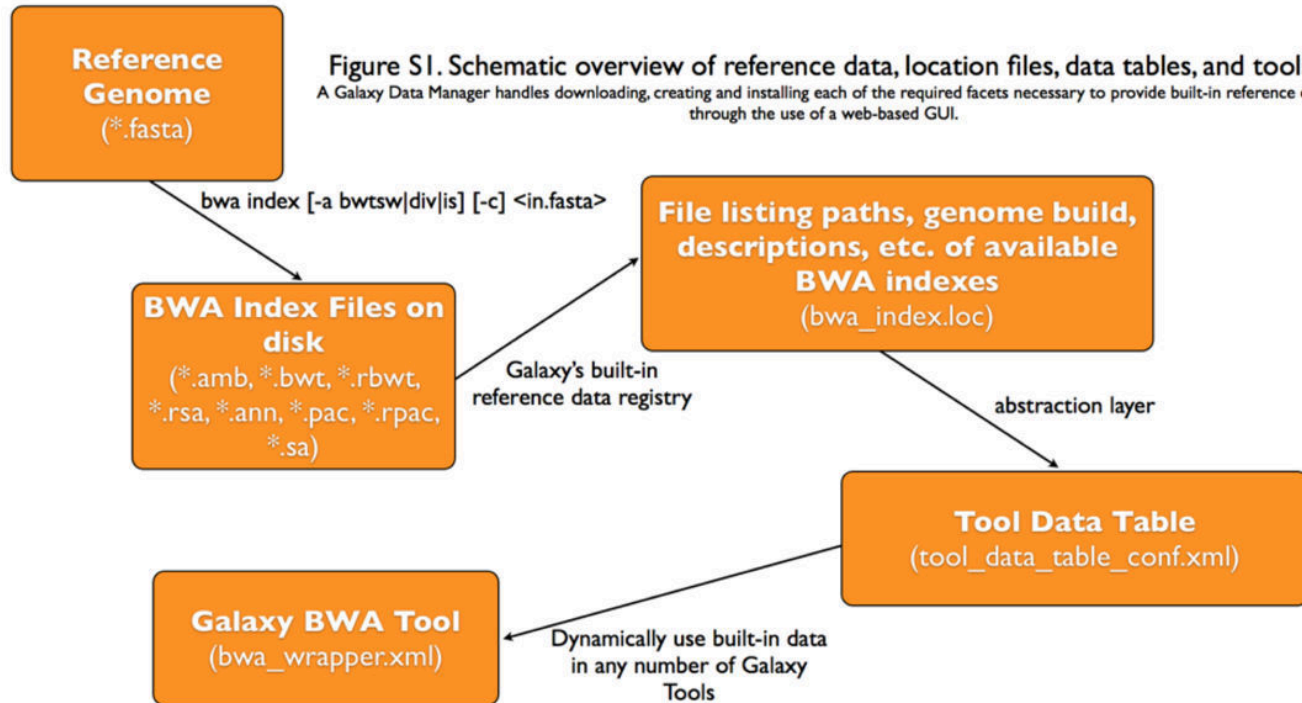 Reference
Genome
(*.fasta)
Figure S1. Schematic overview of reference data, location files, data tables, and tool
A Galaxy Data Manager handles downloading, creating and installing each of the required facets necessary to provide built-in reference
through the use of a web-based GUI.
bwa index [-a bwtsw|div|is] [-c] <in.fasta>
File listing paths, genome build,
descriptions, etc. of available
BWA indexes
(bwa_index.loc)
BWA Index Files on
disk
(*.amb, *.bwt, *.rbwt,
*.rsa, *.ann, *.pac, *.rpac,
*.sa)
Galaxy's built-in
reference data registry
abstraction layer
Tool Data Table
(tool_data_table_conf.xml)
Galaxy BWA Tool
(bwa_wrapper.xml)
Dynamically use built-in data
in any number of Galaxy
Tools